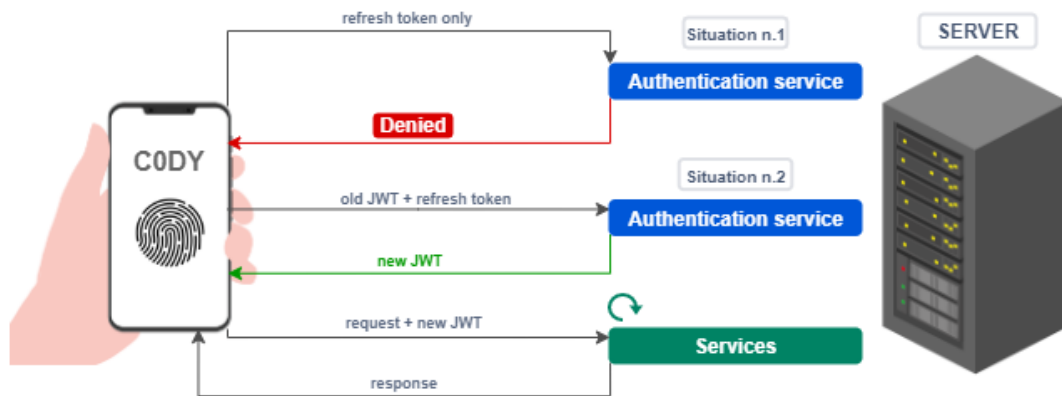 refresh token only
Situation n.1
SERVER
Authentication service
Denied
C0DY
Situation n.2
old JWT + refresh token
Authentication service
new JWT
request + new JWT
Services
response